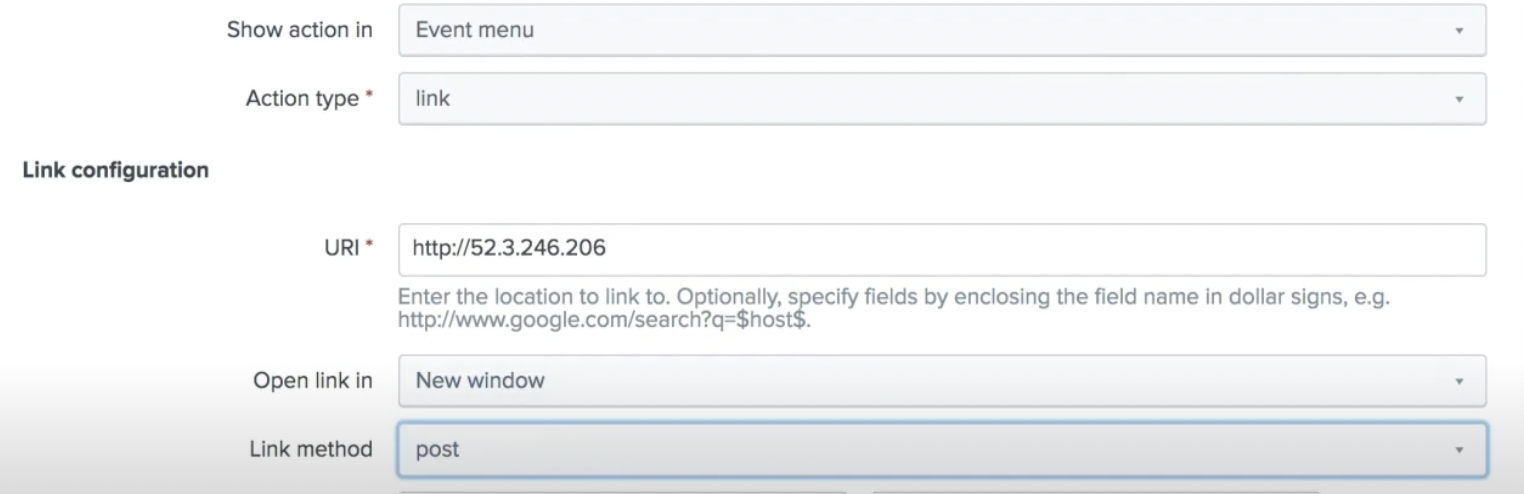 Show action in Event menu
Action type * link
Link configuration
URI * http://52.3.246.206
Enter the location to link to. Optionally, specify fields by enclosing the field name in dollar signs, e.g.
http://www.google.com/search?q=$host$.
Open link in New window
Link method post